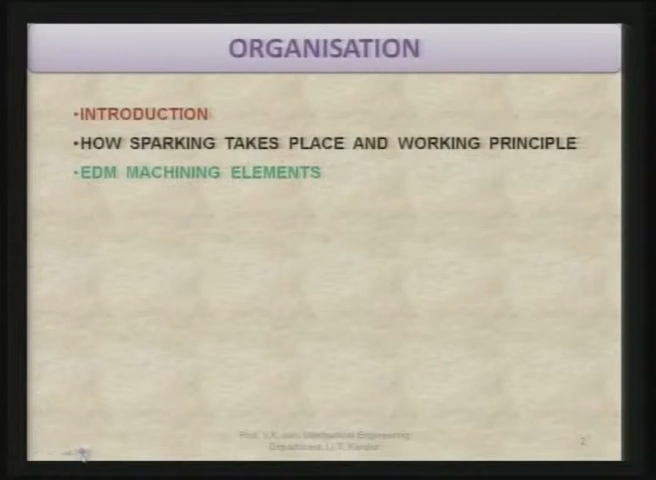 ORGANISATION
•INTRODUCTION
•HOW SPARKING TAKES PLACE AND WORKING PRINCIPLE
•EDM MACHINING ELEMENTS
Prof. V.K. Jain, Mechanical Engineering
Department, I.I.T. Kanpur
2